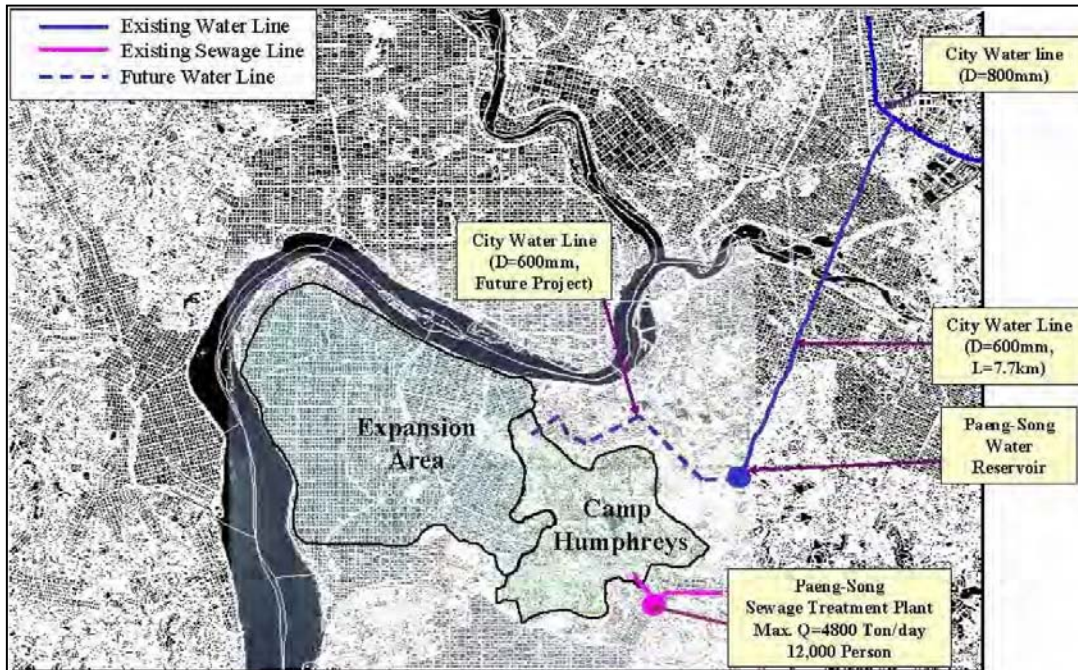 Existing Water Line
Existing Sewage Line
Future Water Line
City Water line
(D=800mm)
City Water Line
(D=600mm,
Future Project)
City Water Line
(D=600mm,
L=7.7km)
Paeng-Song
Water
Reservoir
Expansion
Area
Camp
Humphreys
Paeng-Song
Sewage Treatment Plant
Max. Q=4800 Ton/day
12,000 Person